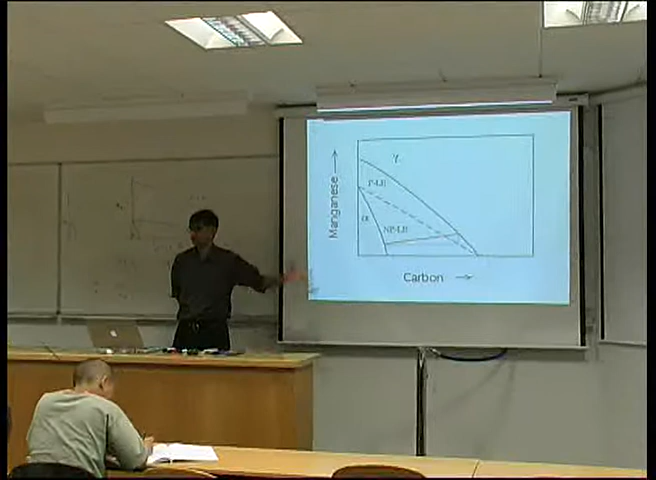 γ
P-LE
Manganese
α
NP-LE
Carbon